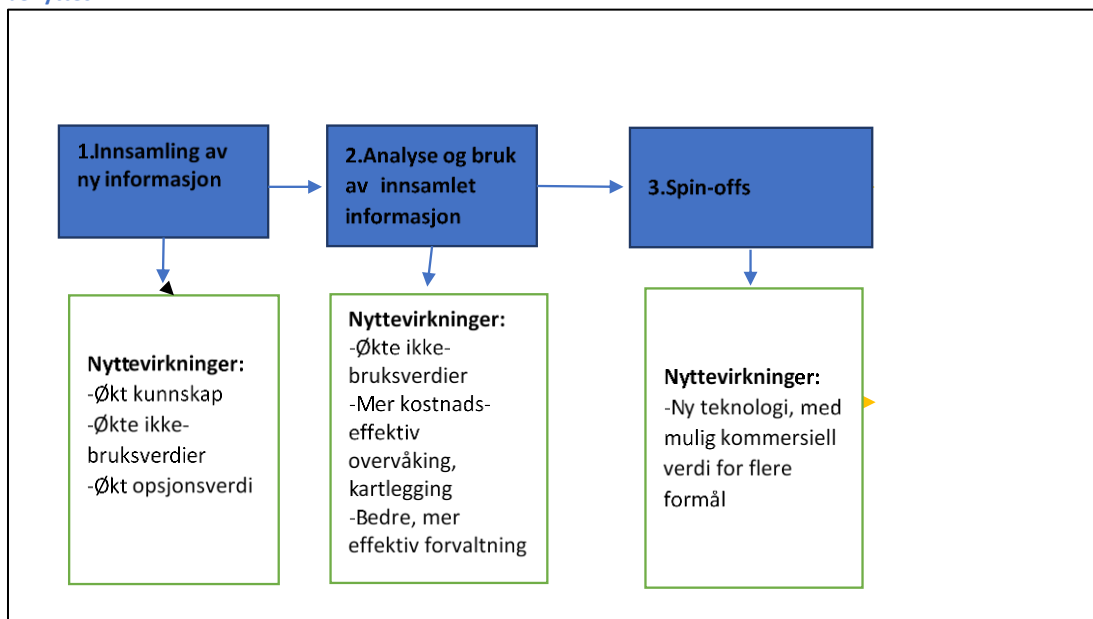 1.Innsamling av
ny informasjon
2.Analyse og bruk
av innsamlet
informasjon
3.Spin-offs
Nyttevirkninger:
-Økt kunnskap
-Økte ikke-
bruksverdier
-Økt opsjonsverdi
Nyttevirkninger:
-Økte ikke-
bruksverdier
-Mer kostnads-
effektiv
overvåking,
kartlegging
-Bedre, mer
effektiv forvaltning
Nyttevirkninger:
-Ny teknologi, med
mulig kommersiell
verdi for flere
formål